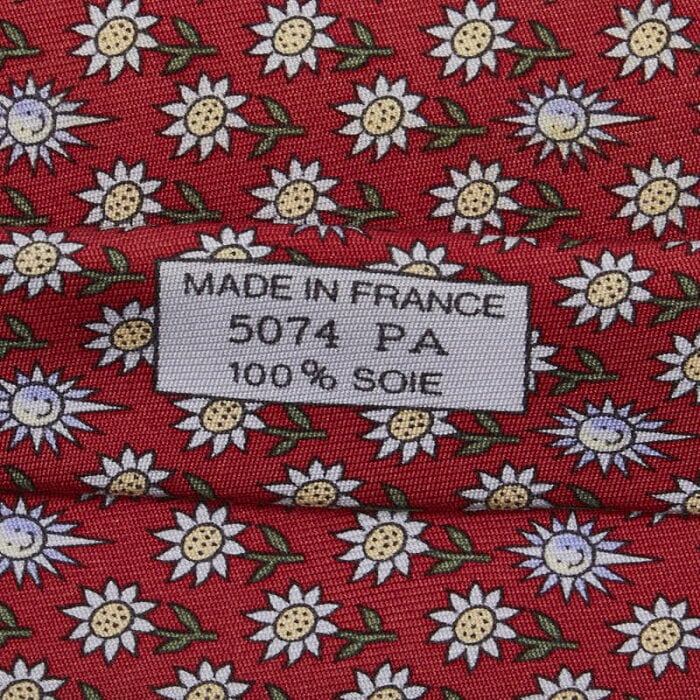 MADE IN FRANCE
5074 PA
100% SOIE